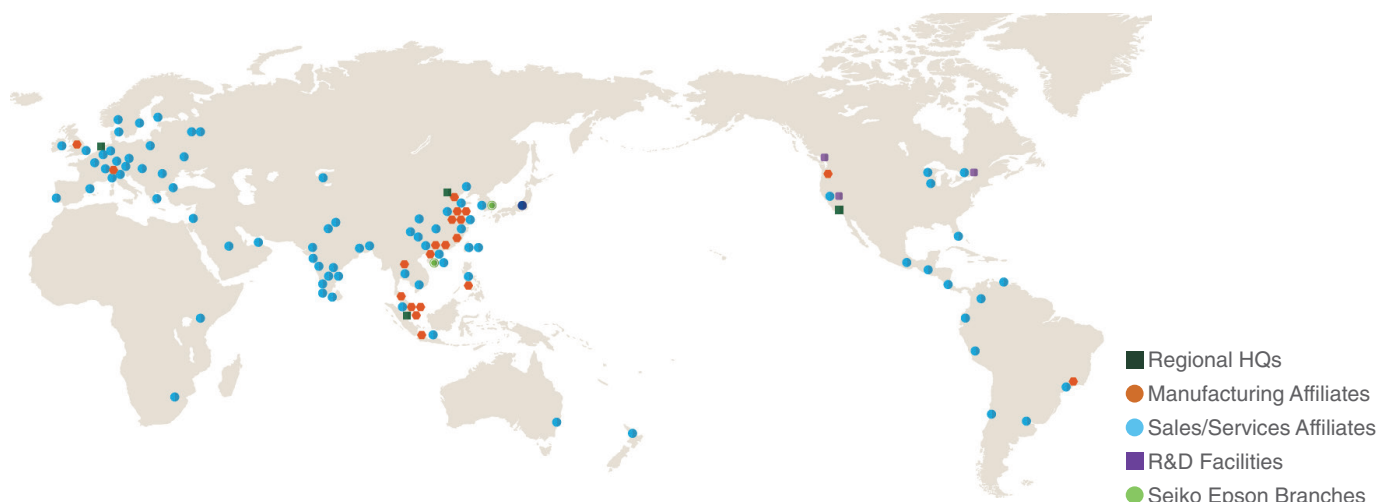 Regional HQs
Manufacturing Affiliates
Sales/Services Affiliates
R&D Facilities
Seiko Epson Branches